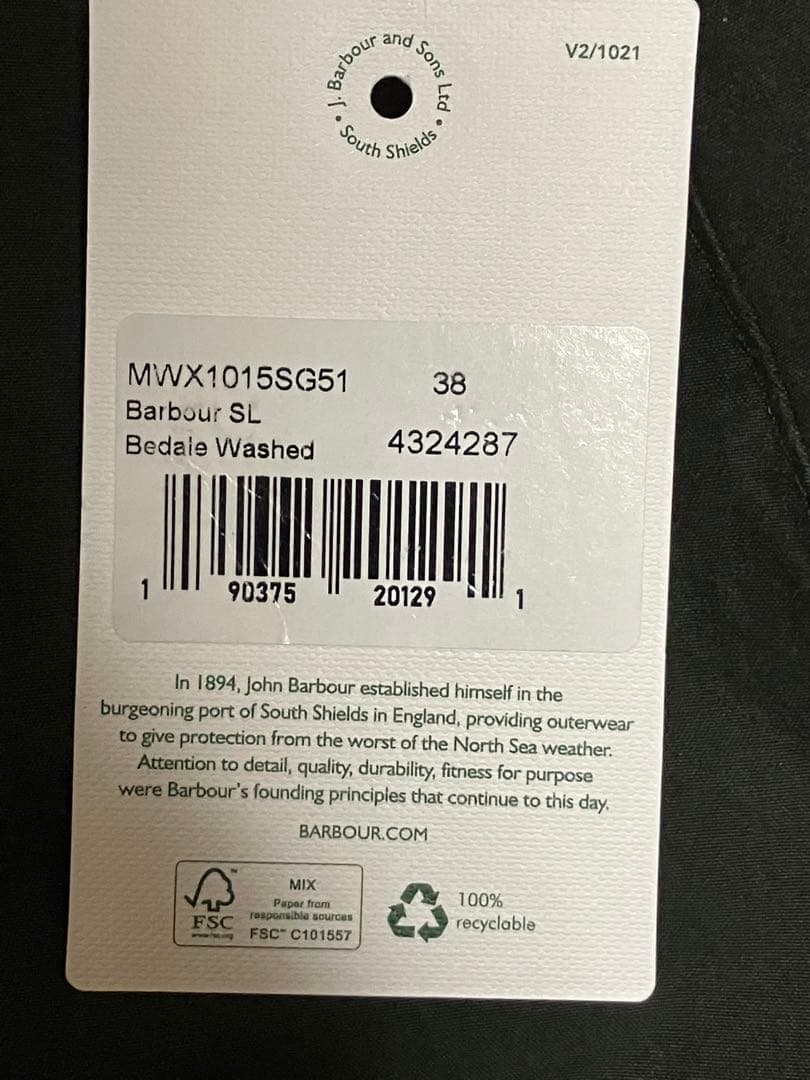 J. Barbour and Sons Ltd • South Shields •
V2/1021
MWX1015SG51 38
Barbour SL
Bedale Washed 4324287
1 90375 20129 1
In 1894, John Barbour established himself in the
burgeoning port of South Shields in England, providing outerwear
to give protection from the worst of the North Sea weather.
Attention to detail, quality, durability, fitness for purpose
were Barbour's founding principles that continue to this day.
BARBOUR.COM
MIX
Paper from
responsible sources
FSC™ C101557
FSC
www.fsc.org
100%
recyclable